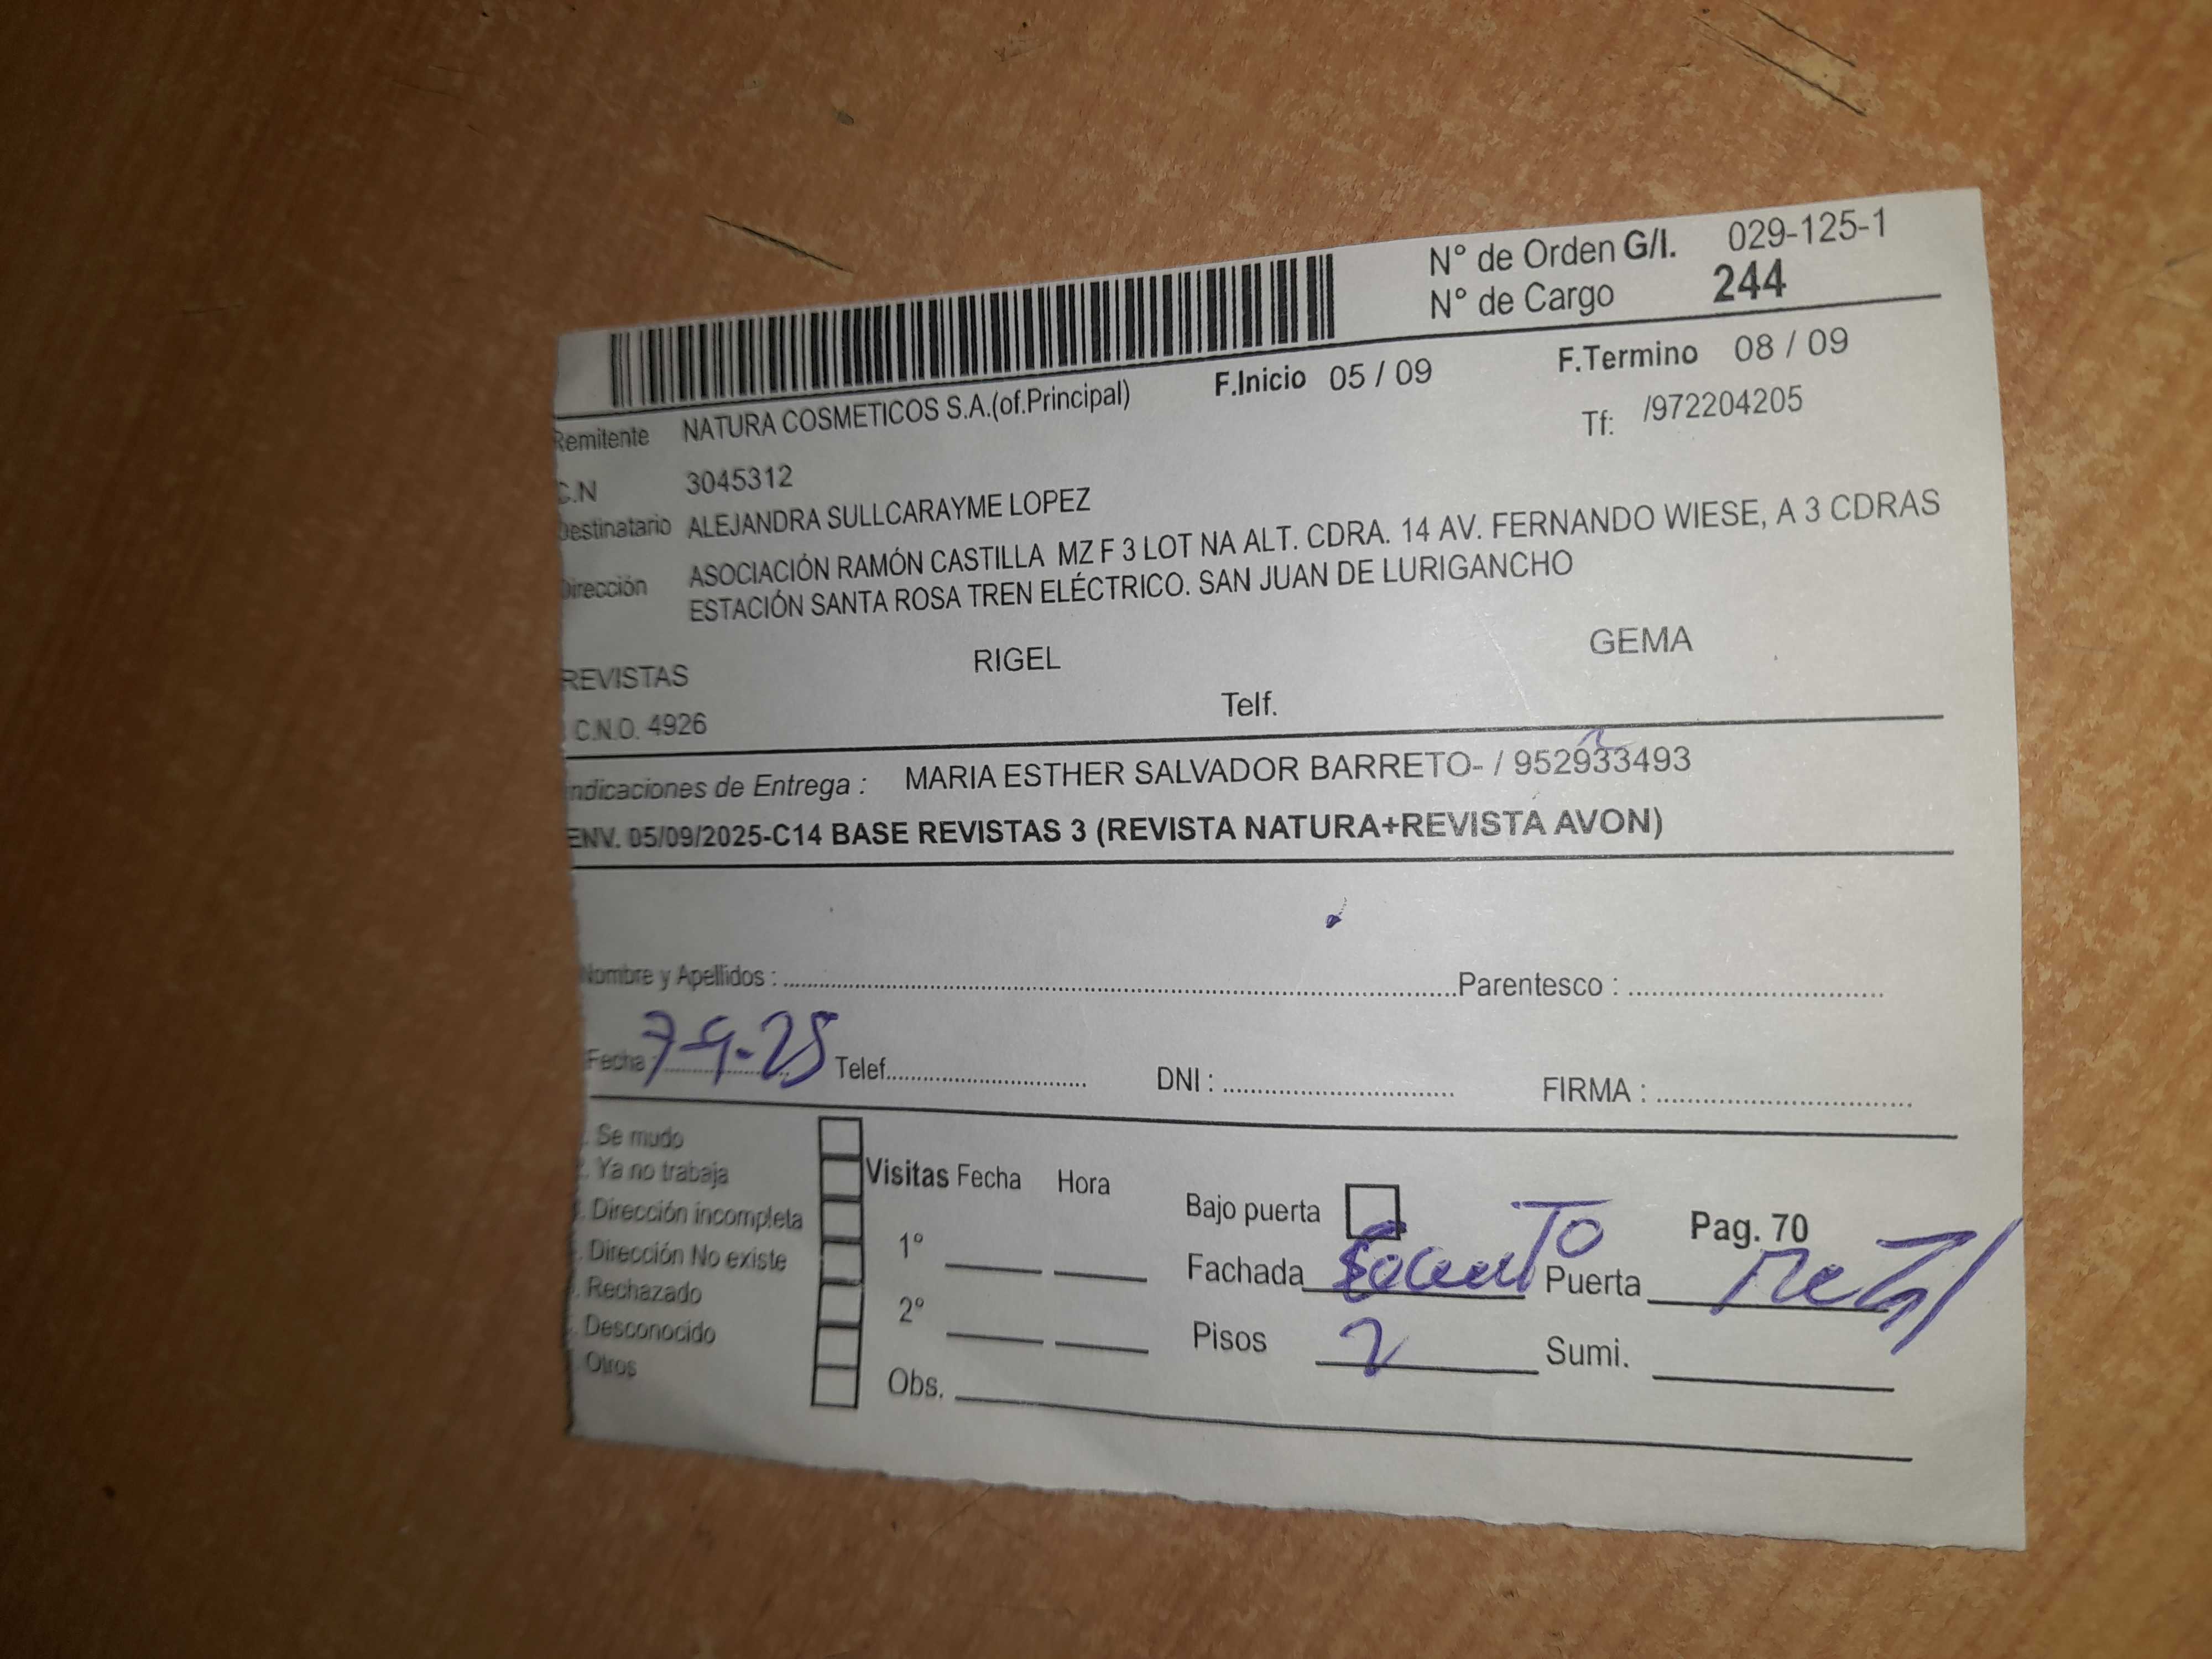 N° de Orden G/I. 029-125-1
N° de Cargo 244
F.Inicio 05 / 09 F.Termino 08 / 09
Remitente NATURA COSMETICOS S.A.(of.Principal) Tf: /972204205
C.N 3045312
Destinatario ALEJANDRA SULLCARAYME LOPEZ
Dirección ASOCIACIÓN RAMÓN CASTILLA MZ F 3 LOT NA ALT. CDRA. 14 AV. FERNANDO WIESE, A 3 CDRAS
ESTACIÓN SANTA ROSA TREN ELÉCTRICO. SAN JUAN DE LURIGANCHO
REVISTAS RIGEL GEMA
C.N.O. 4926 Telf.
Indicaciones de Entrega : MARIA ESTHER SALVADOR BARRETO- / 952933493
ENV. 05/09/2025-C14 BASE REVISTAS 3 (REVISTA NATURA+REVISTA AVON)
Nombre y Apellidos : Parentesco :
Fecha : 7-9-25 Telef. DNI : FIRMA :
Se mudo
Ya no trabaja Visitas Fecha Hora
Dirección incompleta Bajo puerta Pag. 70
Dirección No existe 1° Fachada Puerta Metal
Rechazado
Desconocido 2° Pisos 2 Sumi.
Otros Obs.